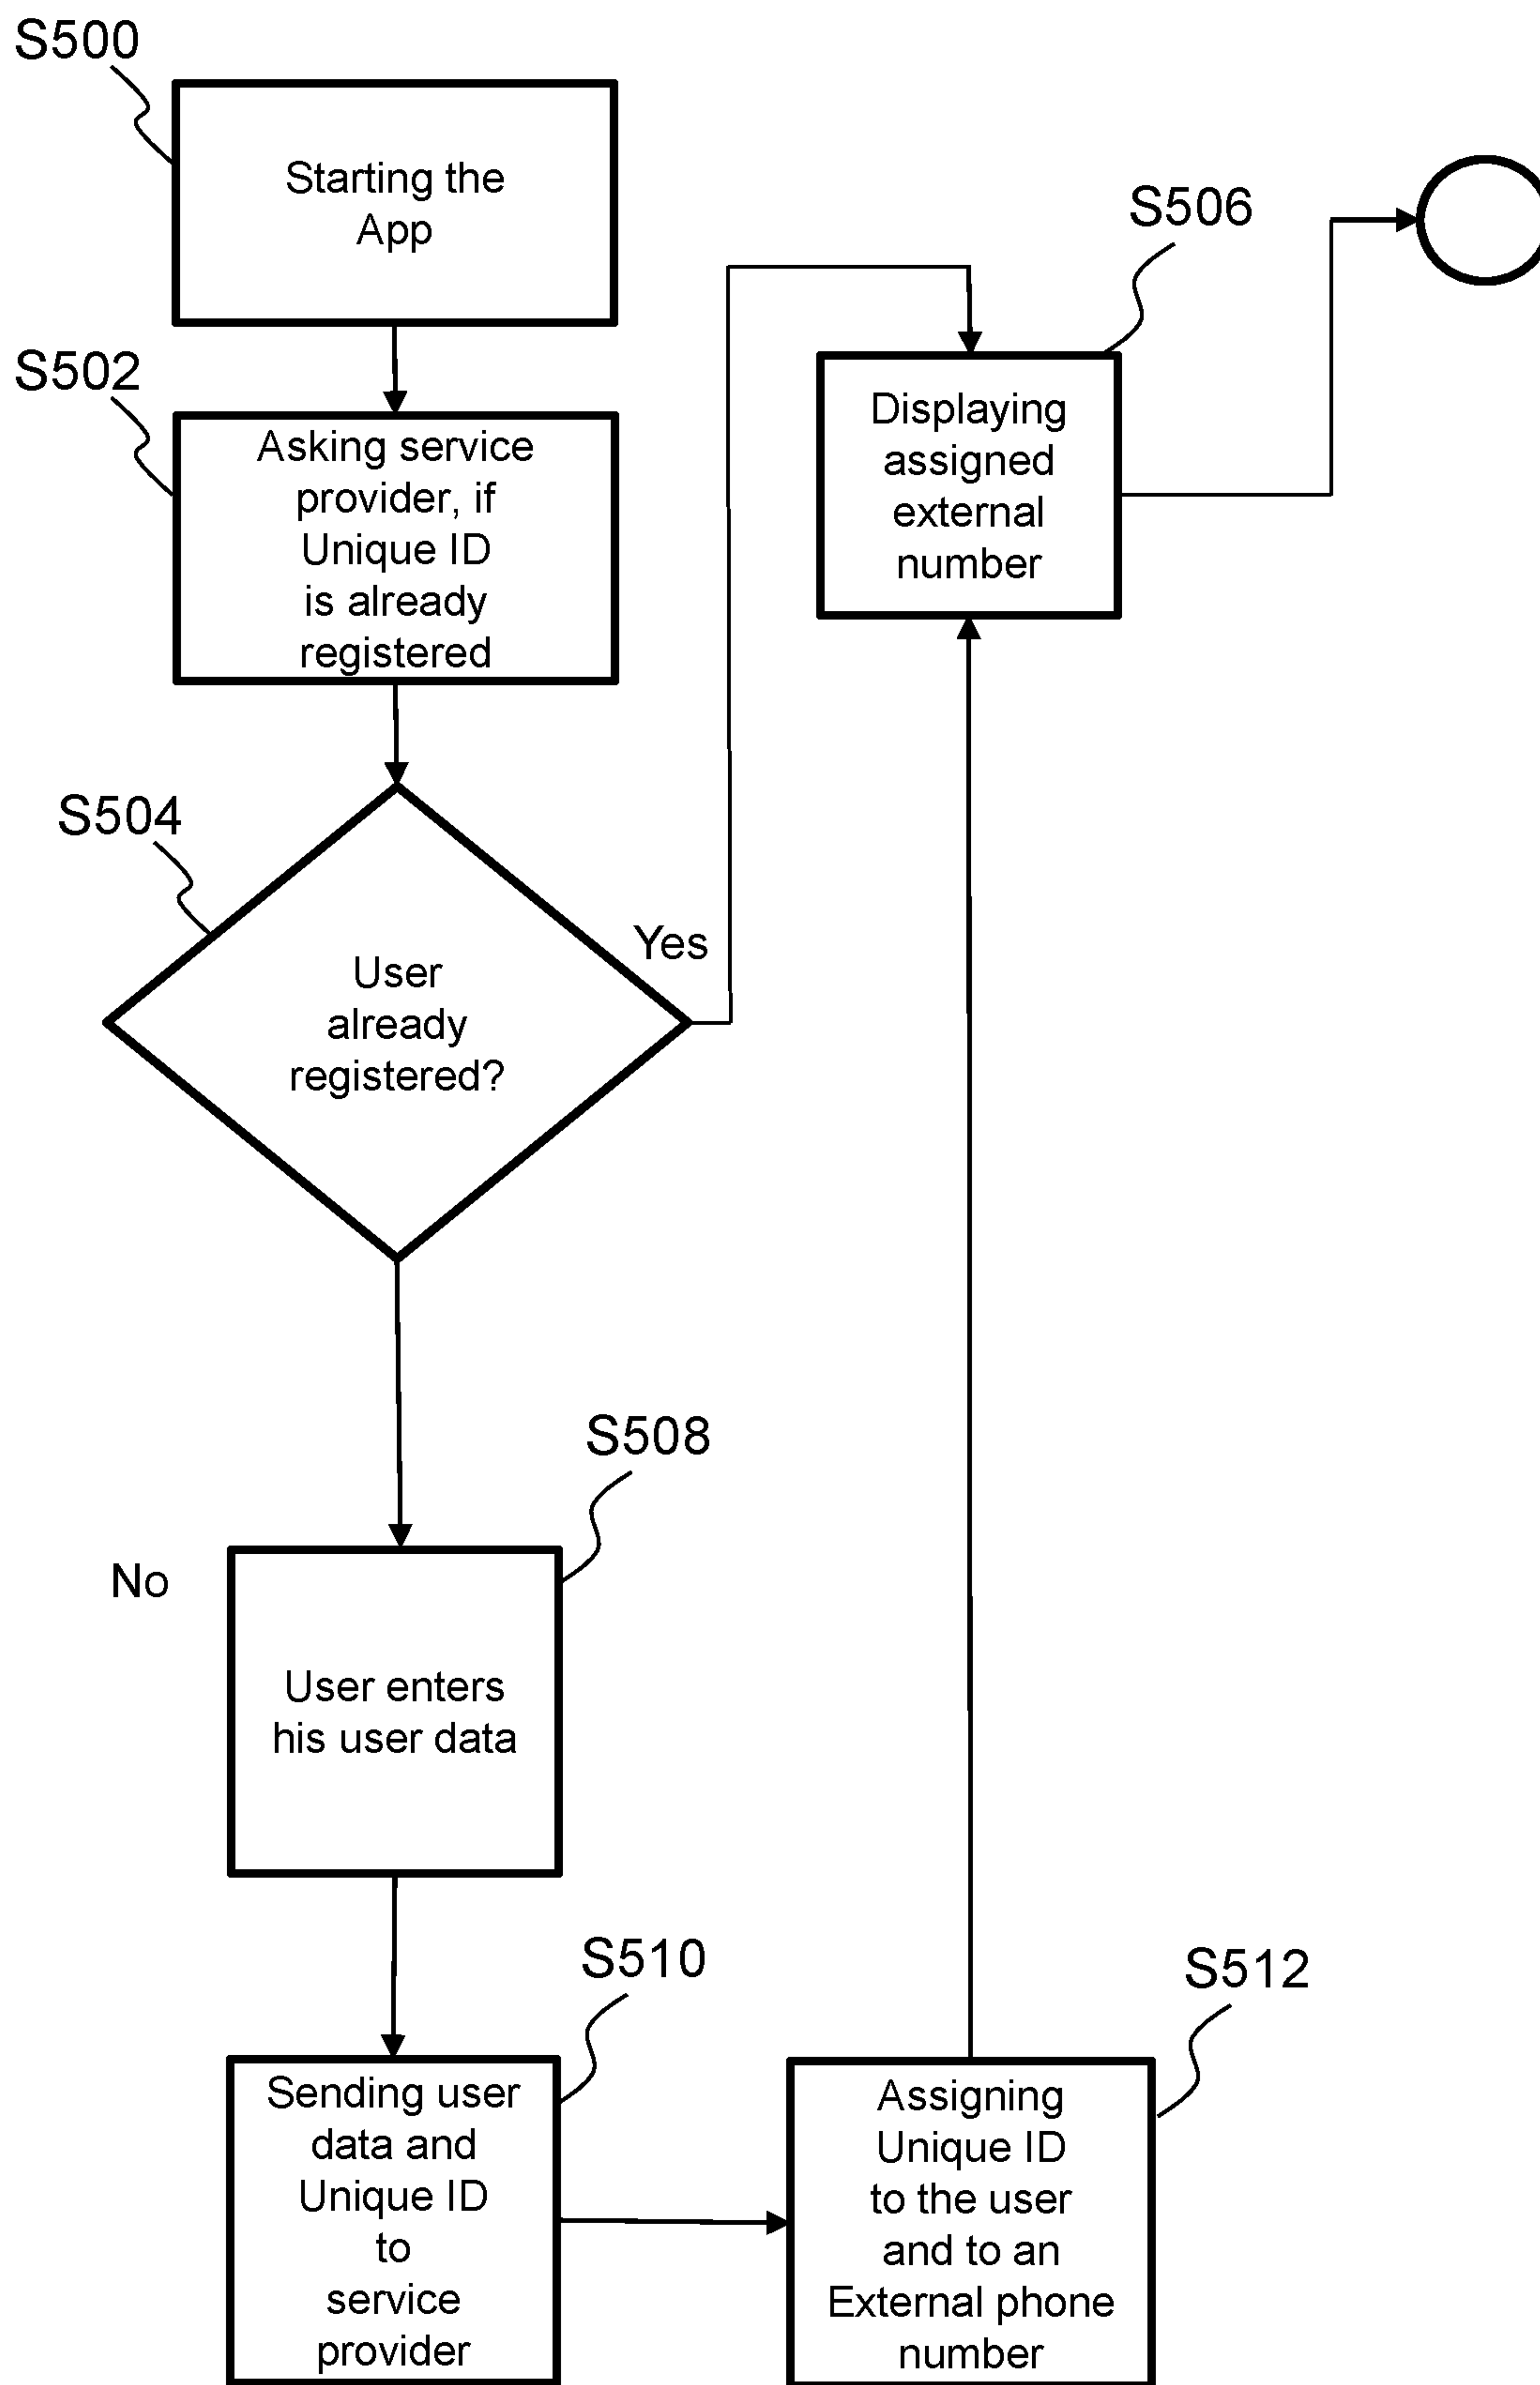 S500
Starting the
App
S502
Asking service
provider, if
Unique ID
is already
registered
S504
User
already
registered?
Yes
S506
Displaying
assigned
external
number
No
S508
User enters
his user data
S510
Sending user
data and
Unique ID
to
service
provider
S512
Assigning
Unique ID
to the user
and to an
External phone
number